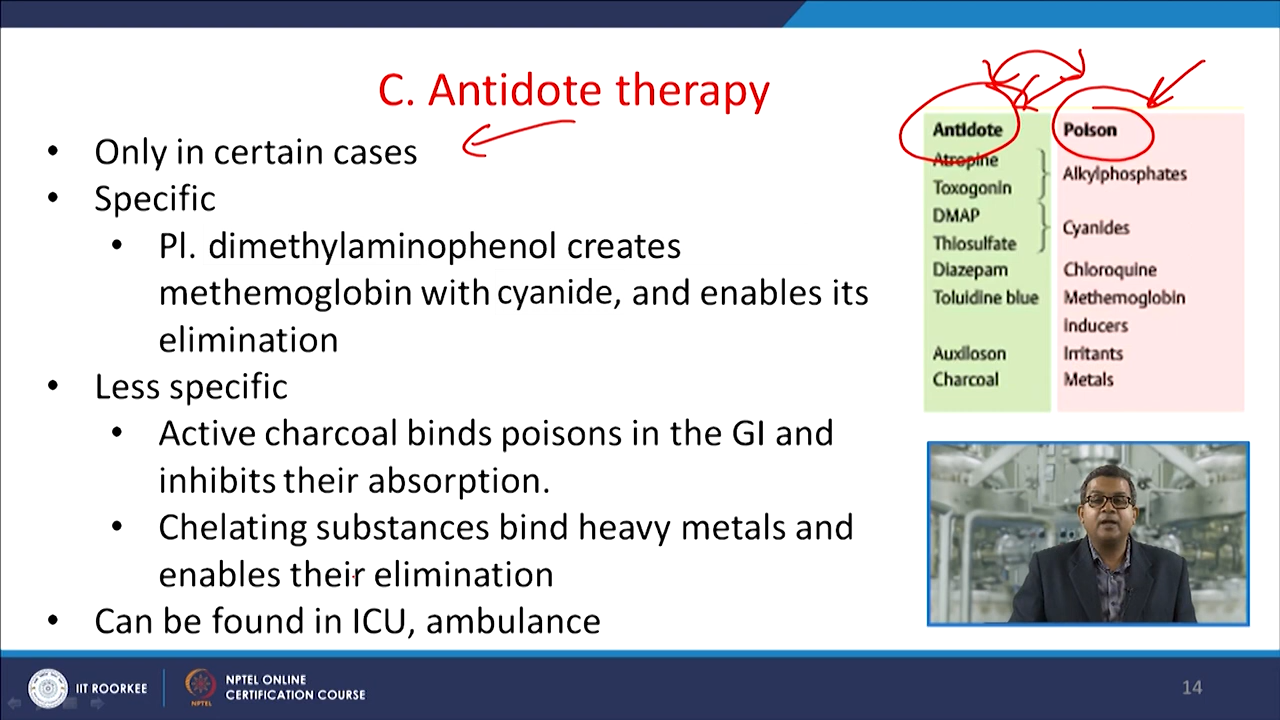 C. Antidote therapy
• Only in certain cases
• Specific
• Pl. dimethylaminophenol creates
methemoglobin with cyanide, and enables its
elimination
• Less specific
• Active charcoal binds poisons in the GI and
inhibits their absorption.
• Chelating substances bind heavy metals and
enables their elimination
• Can be found in ICU, ambulance
Antidote Poison
Atropine
Alkylphosphates
Toxogonin
DMAP
Cyanides
Thiosulfate
Diazepam Chloroquine
Toluidine blue Methemoglobin
Inducers
Auxiloson Irritants
Charcoal Metals
IIT ROORKEE
NPTEL
NPTEL ONLINE
CERTIFICATION COURSE
14